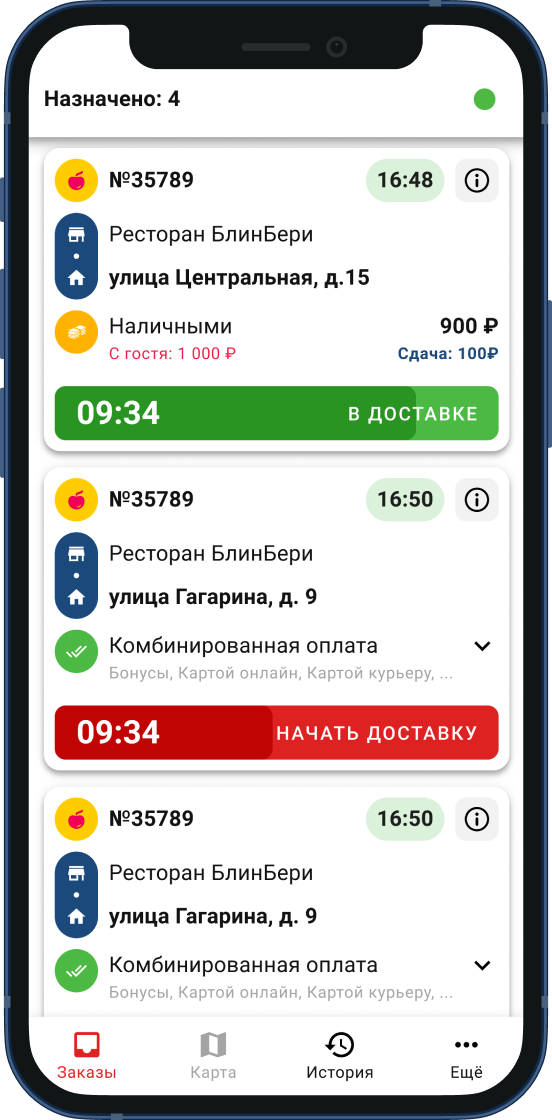 Назначено: 4
№35789
16:48
Ресторан БлинБери
улица Центральная, д.15
Наличными
900 ₽
С гостя: 1 000 ₽
Сдача: 100₽
09:34
В ДОСТАВКЕ
№35789
16:50
Ресторан БлинБери
улица Гагарина, д. 9
Комбинированная оплата
Бонусы, Картой онлайн, Картой курьеру, ...
09:34
НАЧАТЬ ДОСТАВКУ
№35789
16:50
Ресторан БлинБери
улица Гагарина, д. 9
Комбинированная оплата
Бонусы, Картой онлайн, Картой курьеру, ...
Заказы
Карта
История
Ещё